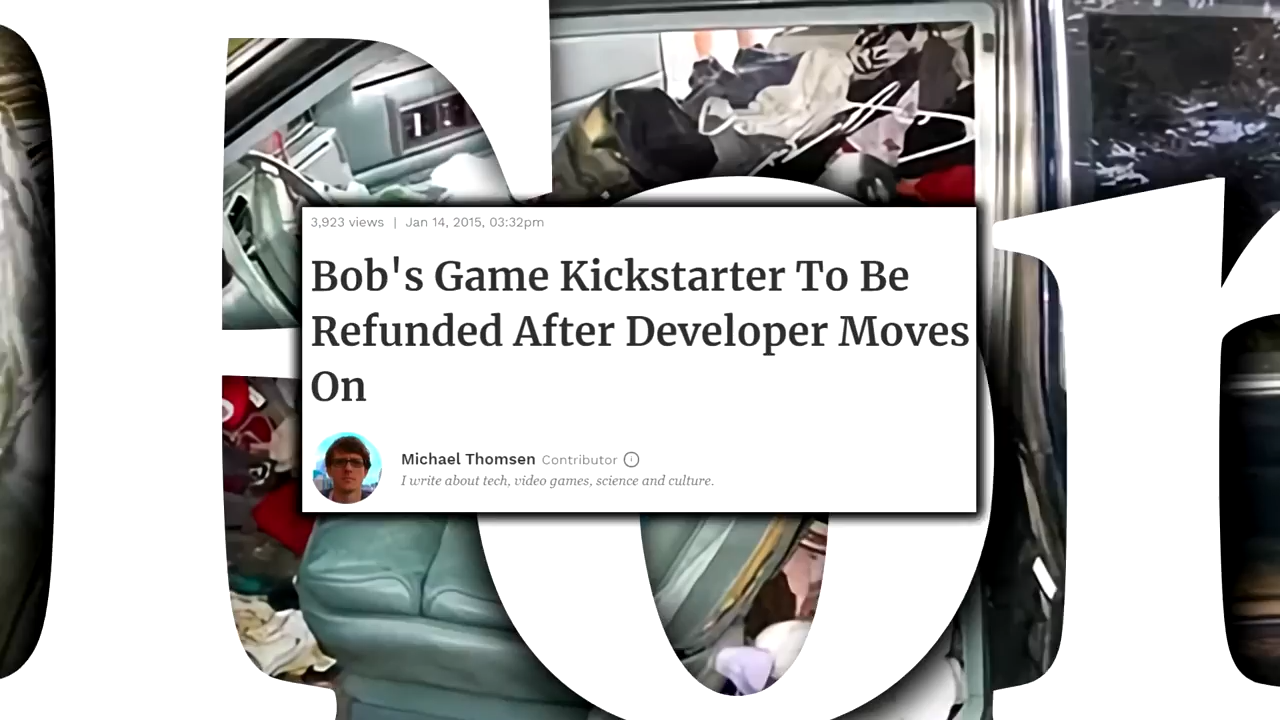 3,923 views | Jan 14, 2015, 03:32pm
Bob's Game Kickstarter To Be
Refunded After Developer Moves
On
Michael Thomsen Contributor
I write about tech, video games, science and culture.